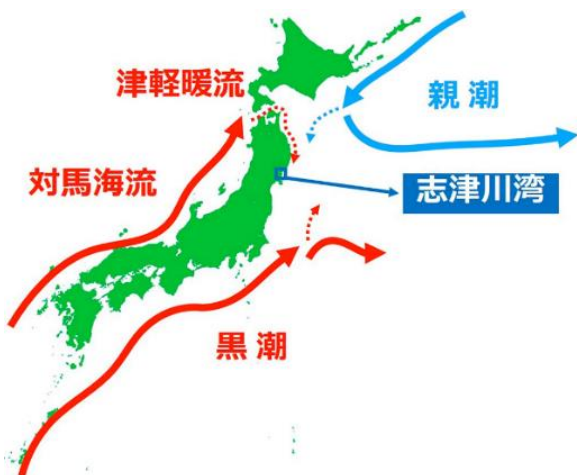 津軽暖流
親 潮
対馬海流
志津川湾
黒 潮